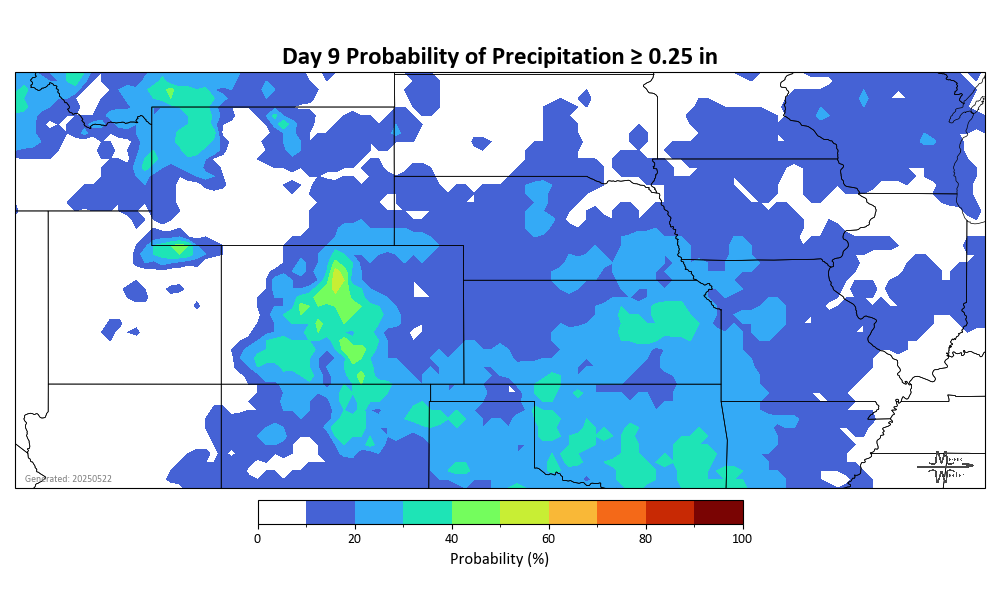 Day 9 Probability of Precipitation ≥ 0.25 in
Generated: 20250522
0 20 40 60 80 100
Probability (%)